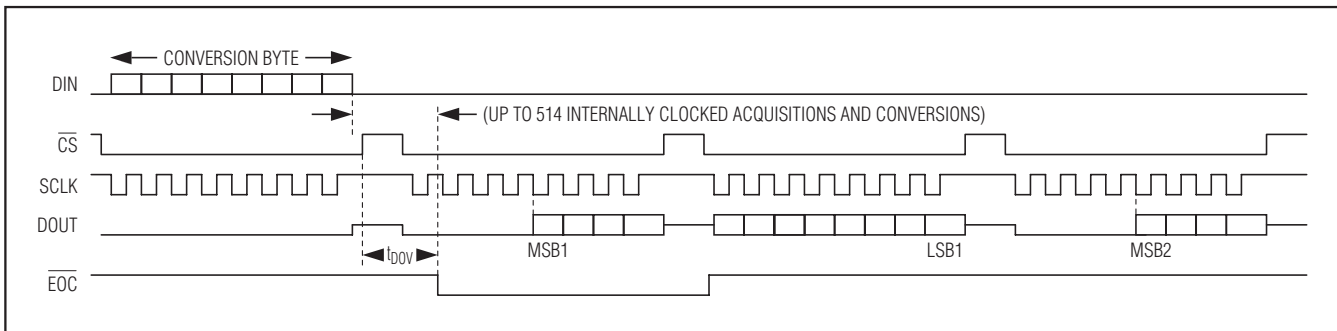 CONVERSION BYTE
DIN
(UP TO 514 INTERNALLY CLOCKED ACQUISITIONS AND CONVERSIONS)
CS
SCLK
DOUT
tDOV
MSB1
LSB1
MSB2
EOC